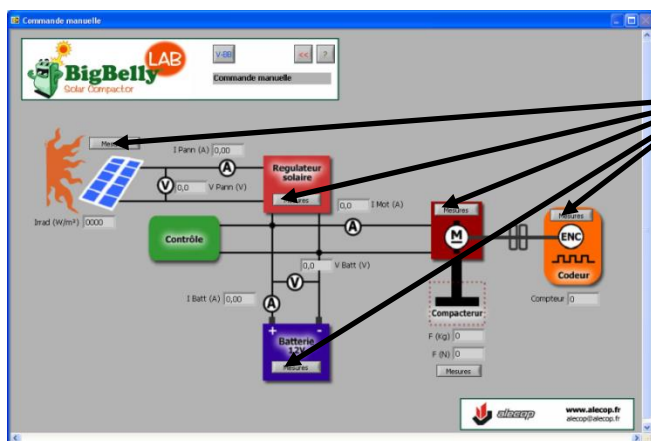 Commande manuelle
BigBelly LAB
Solar Compactor
V-BB
<<
?
Commande manuelle
Mesures
I Pann (A) 0,00
A
V
0,0 V Pann (V)
Regulateur
solaire
Mesures
0,0 I Mot (A)
Irrad (W/m²) 0000
Contrôle
A
Mesures
M
Mesures
ENC
Codeur
0,0 V Batt (V)
V
I Batt (A) 0,00
A
Compteur 0
Compacteur
+ -
Batterie
12V
Mesures
F (Kg) 0
F (N) 0
Mesures
alecop
www.alecop.fr
alecop@alecop.fr